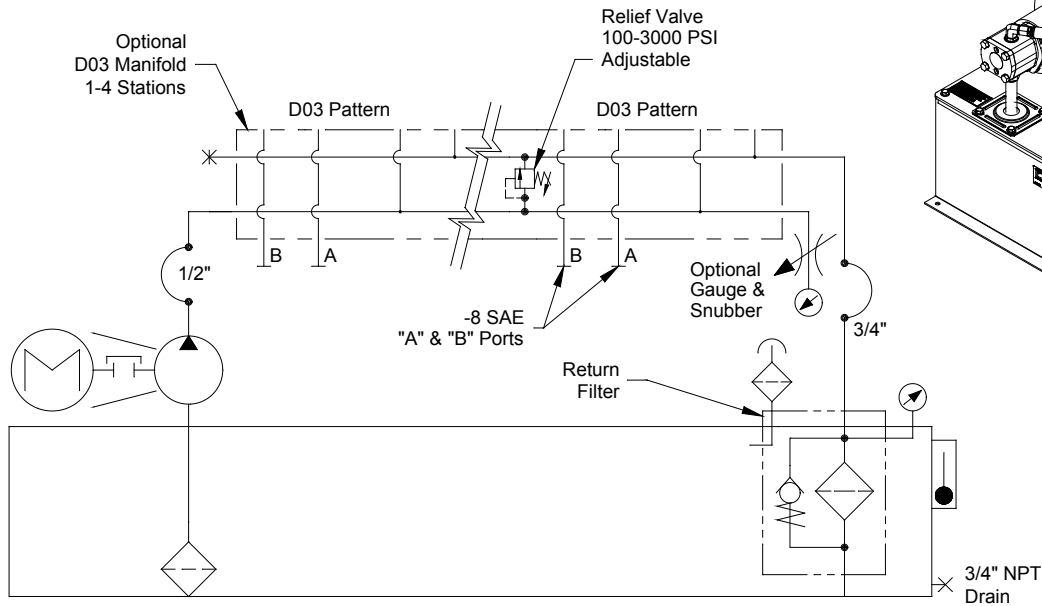 Optional
D03 Manifold
1-4 Stations
Relief Valve
100-3000 PSI
Adjustable
D03 Pattern
D03 Pattern
B
A
B
A
1/2"
-8 SAE
"A" & "B" Ports
Optional
Gauge &
Snubber
3/4"
Return
Filter
M
3/4" NPT
Drain